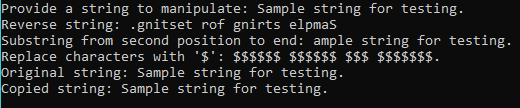 Provide a string to manipulate: Sample string for testing.
Reverse string: .gnitset rof gnirts elpmaS
Substring from second position to end: ample string for testing.
Replace characters with '$': $$$$$$ $$$$$$ $$$ $$$$$$$.
Original string: Sample string for testing.
Copied string: Sample string for testing.